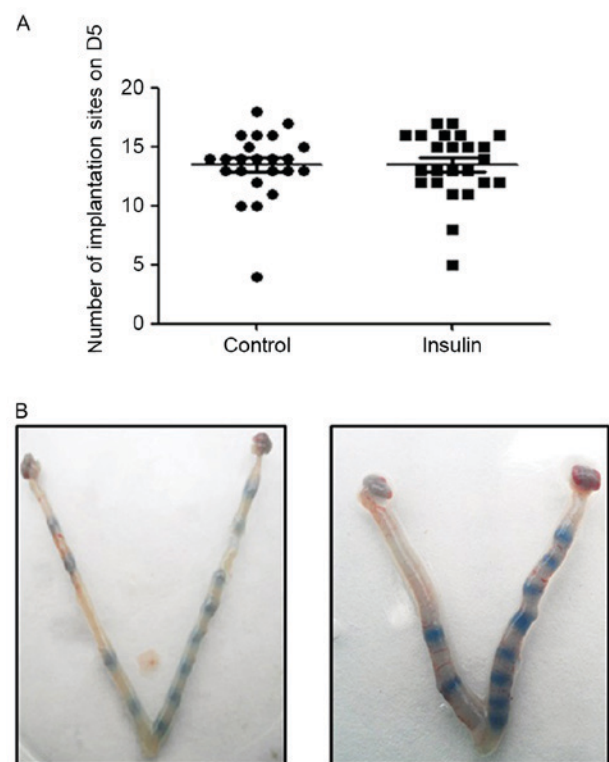 A
Number of implantation sites on D5
20
15
10
5
0
Control
Insulin
B